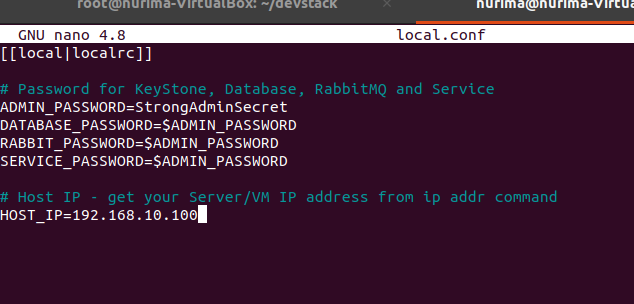 root@nurima-VirtualBox: ~/devstack
nurima@nurima-Virtu
GNU nano 4.8 local.conf
[[local|localrc]]
# Password for KeyStone, Database, RabbitMQ and Service
ADMIN_PASSWORD=StrongAdminSecret
DATABASE_PASSWORD=$ADMIN_PASSWORD
RABBIT_PASSWORD=$ADMIN_PASSWORD
SERVICE_PASSWORD=$ADMIN_PASSWORD
# Host IP - get your Server/VM IP address from ip addr command
HOST_IP=192.168.10.100